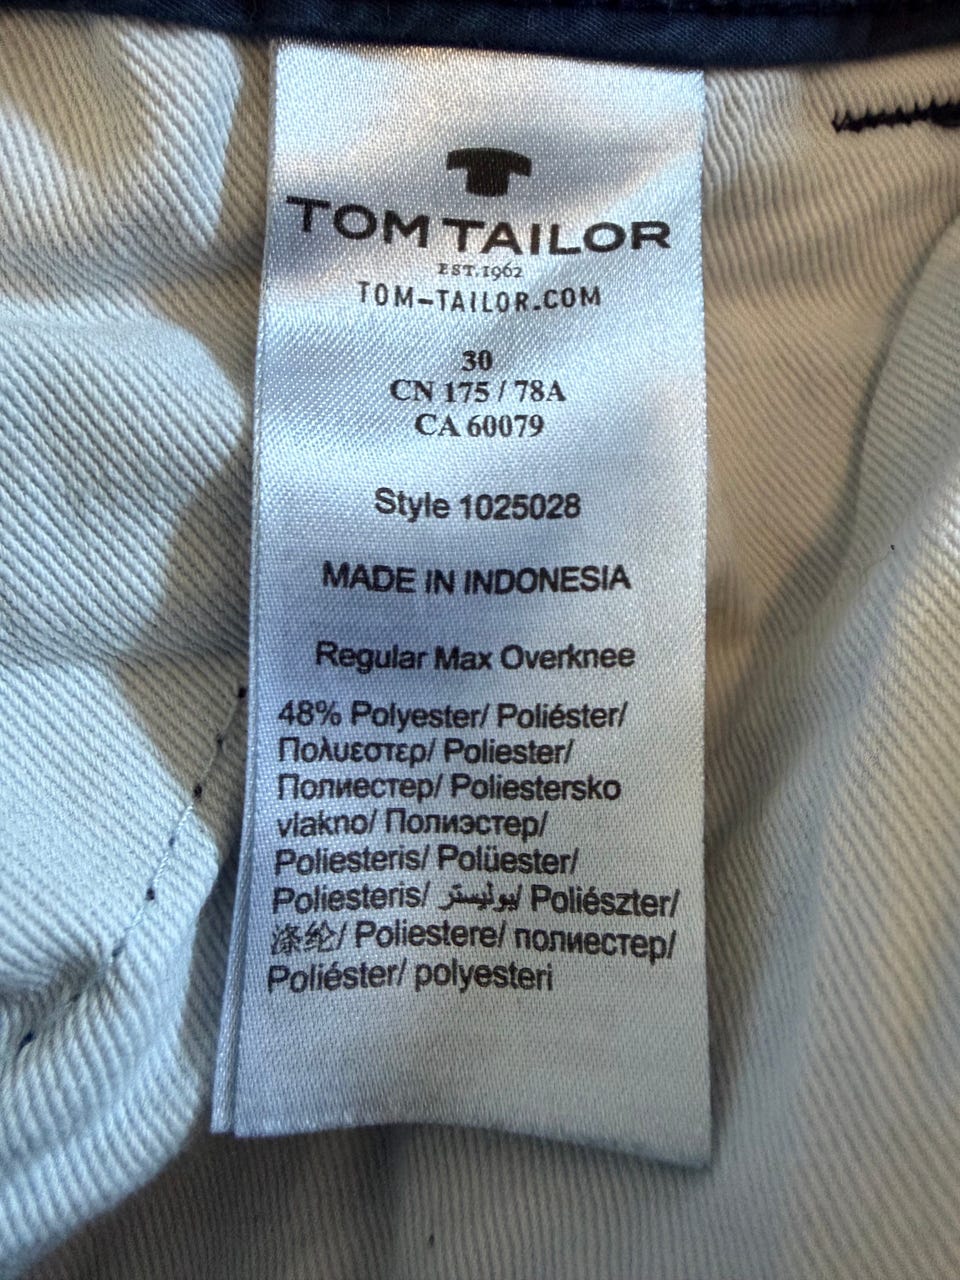 TOM TAILOR
EST. 1962
TOM-TAILOR.COM
30
CN 175 / 78A
CA 60079
Style 1025028
MADE IN INDONESIA
Regular Max Overknee
48% Polyester/ Poliéster/
Πολυεστερ/ Poliester/
Полиестер/ Poliestersko
vlakno/ Полиэстер/
Poliesteris/ Polüester/
Poliesteris/ بوليستر/ Poliészter/
涤纶/ Poliestere/ полиестер/
Poliéster/ polyesteri